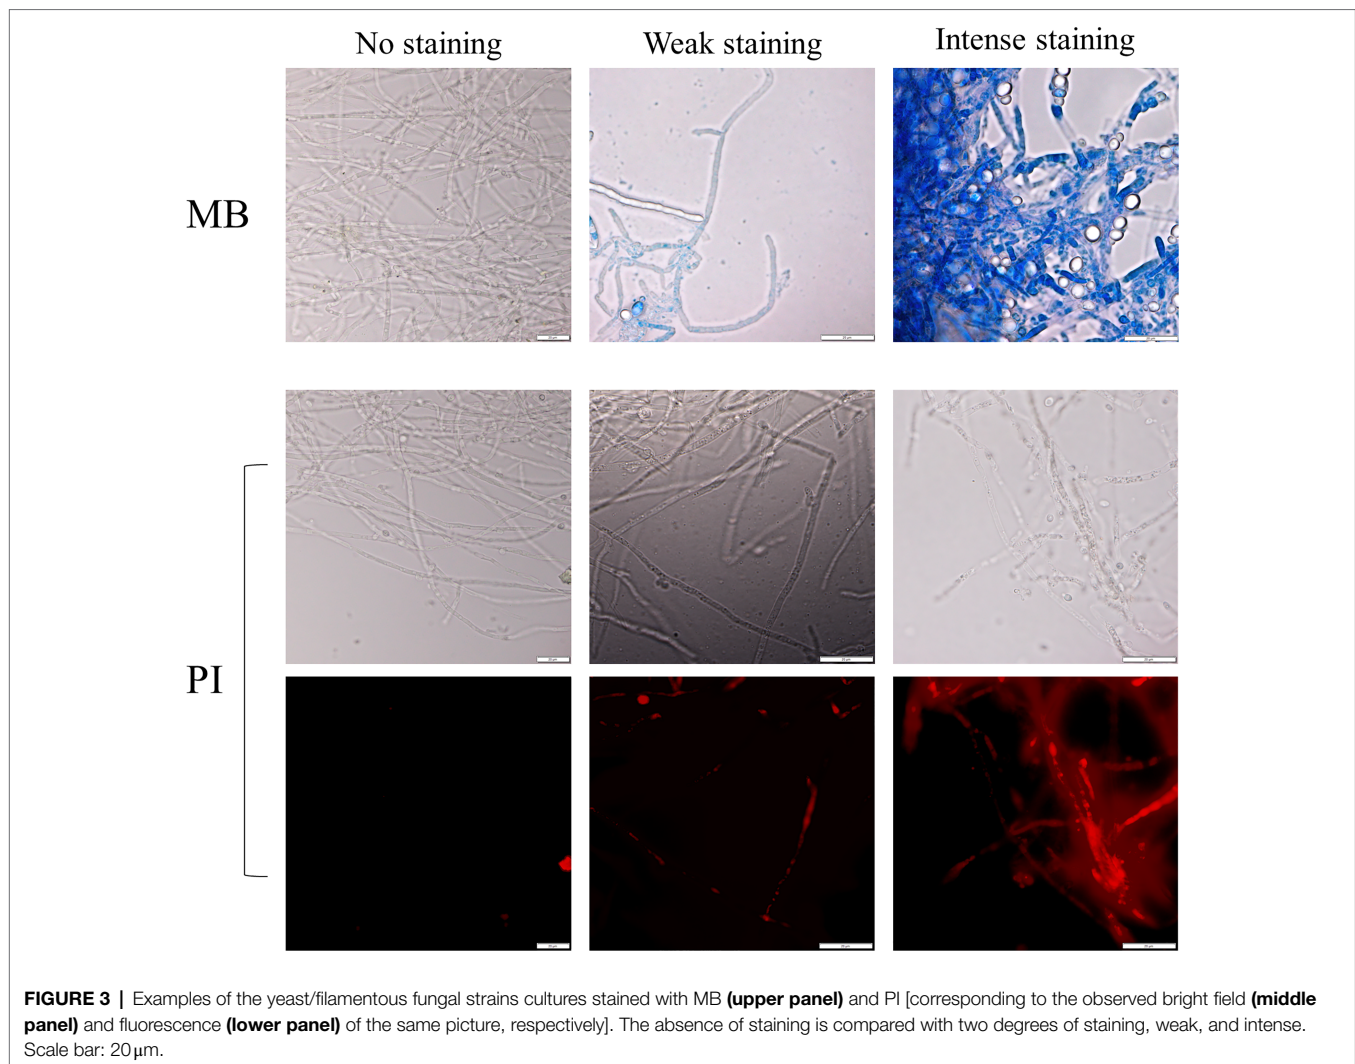 No staining Weak staining Intense staining
MB
PI
FIGURE 3 | Examples of the yeast/filamentous fungal strains cultures stained with MB (upper panel) and PI [corresponding to the observed bright field (middle
panel) and fluorescence (lower panel) of the same picture, respectively]. The absence of staining is compared with two degrees of staining, weak, and intense.
Scale bar: 20 μm.